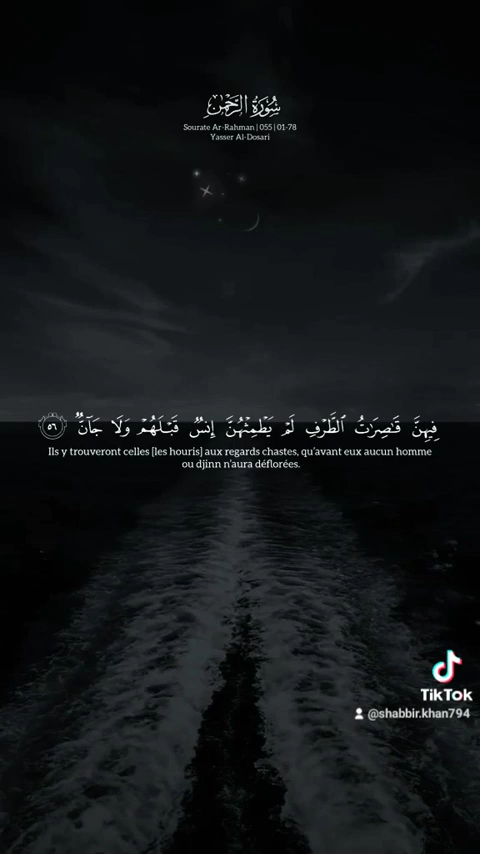 سُورَةُ الرَّحْمَٰن
Sourate Ar-Rahman | 055 | 01-78
Yasser Al-Dosari
فِيهِنَّ قَٰصِرَٰتُ ٱلطَّرْفِ لَمْ يَطْمِثْهُنَّ إِنسٌ قَبْلَهُمْ وَلَا جَآنٌّ ٥٦
Ils y trouveront celles [les houris] aux regards chastes, qu'avant eux aucun homme
ou djinn n'aura déflorées.
TikTok
@shabbir.khan794